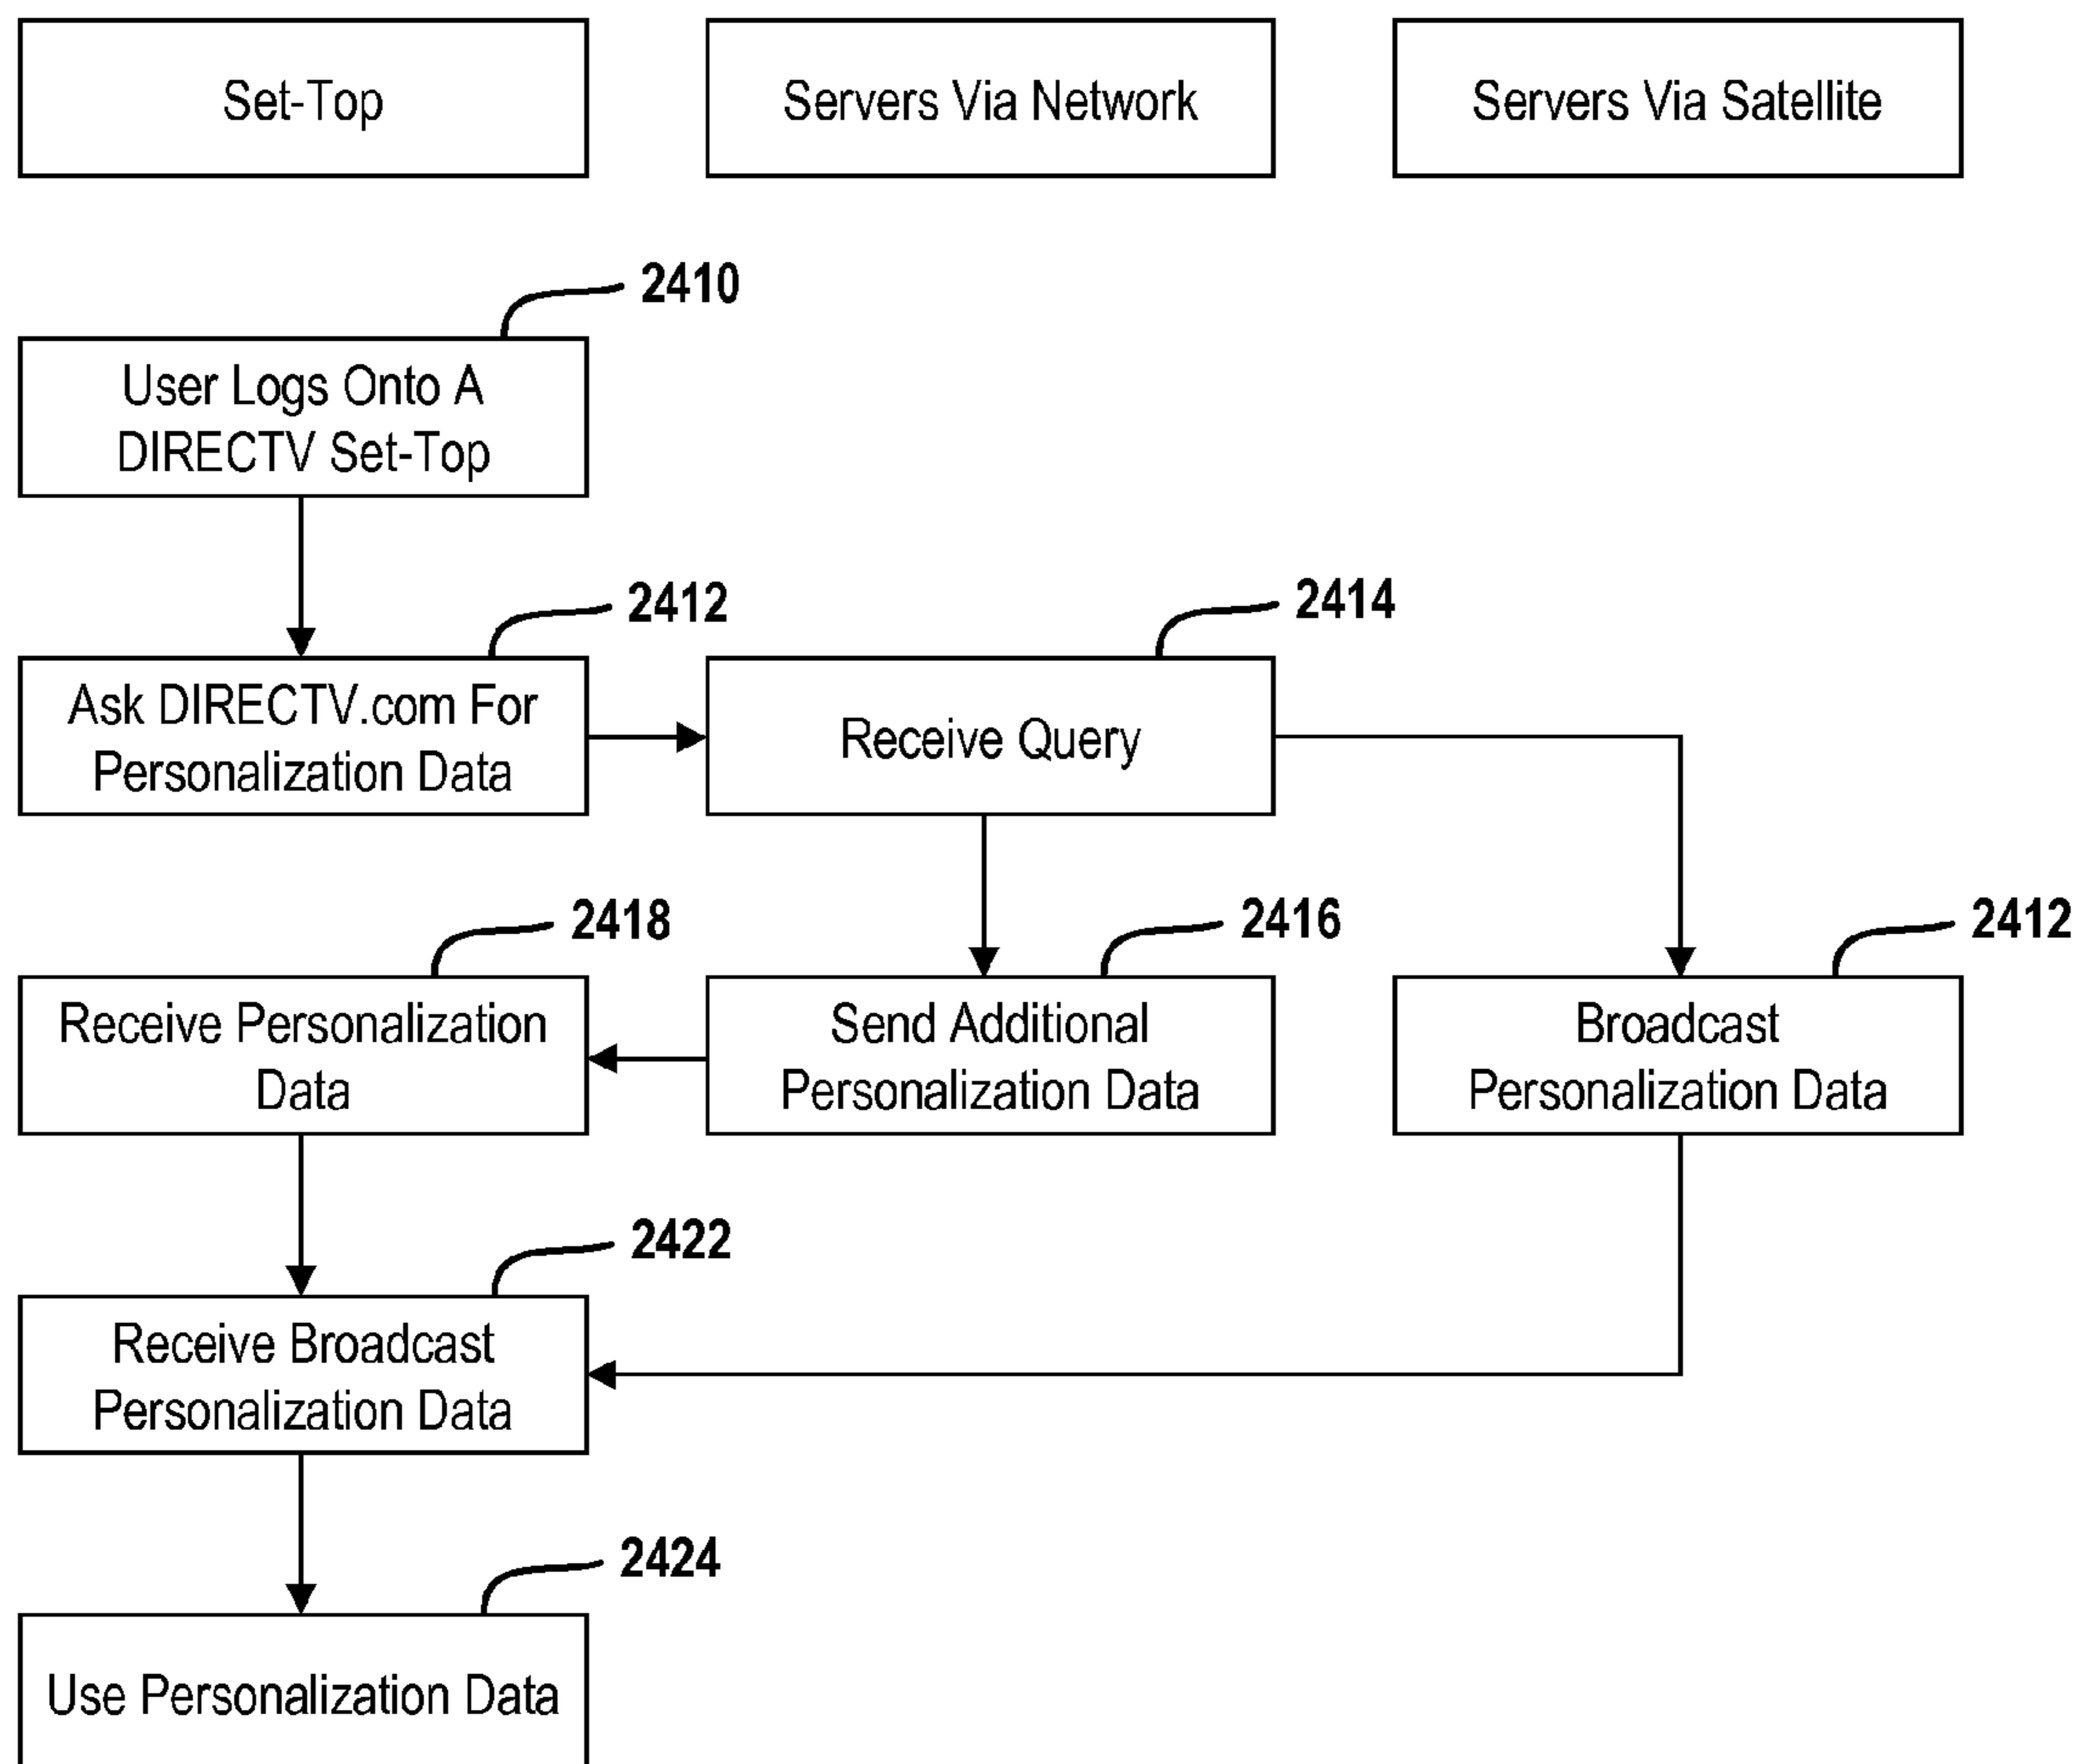 Set-Top
Servers Via Network
Servers Via Satellite
2410
User Logs Onto A
DIRECTV Set-Top
2412
2414
Ask DIRECTV.com For
Personalization Data
Receive Query
2418
2416
2412
Receive Personalization
Data
Send Additional
Personalization Data
Broadcast
Personalization Data
2422
Receive Broadcast
Personalization Data
2424
Use Personalization Data